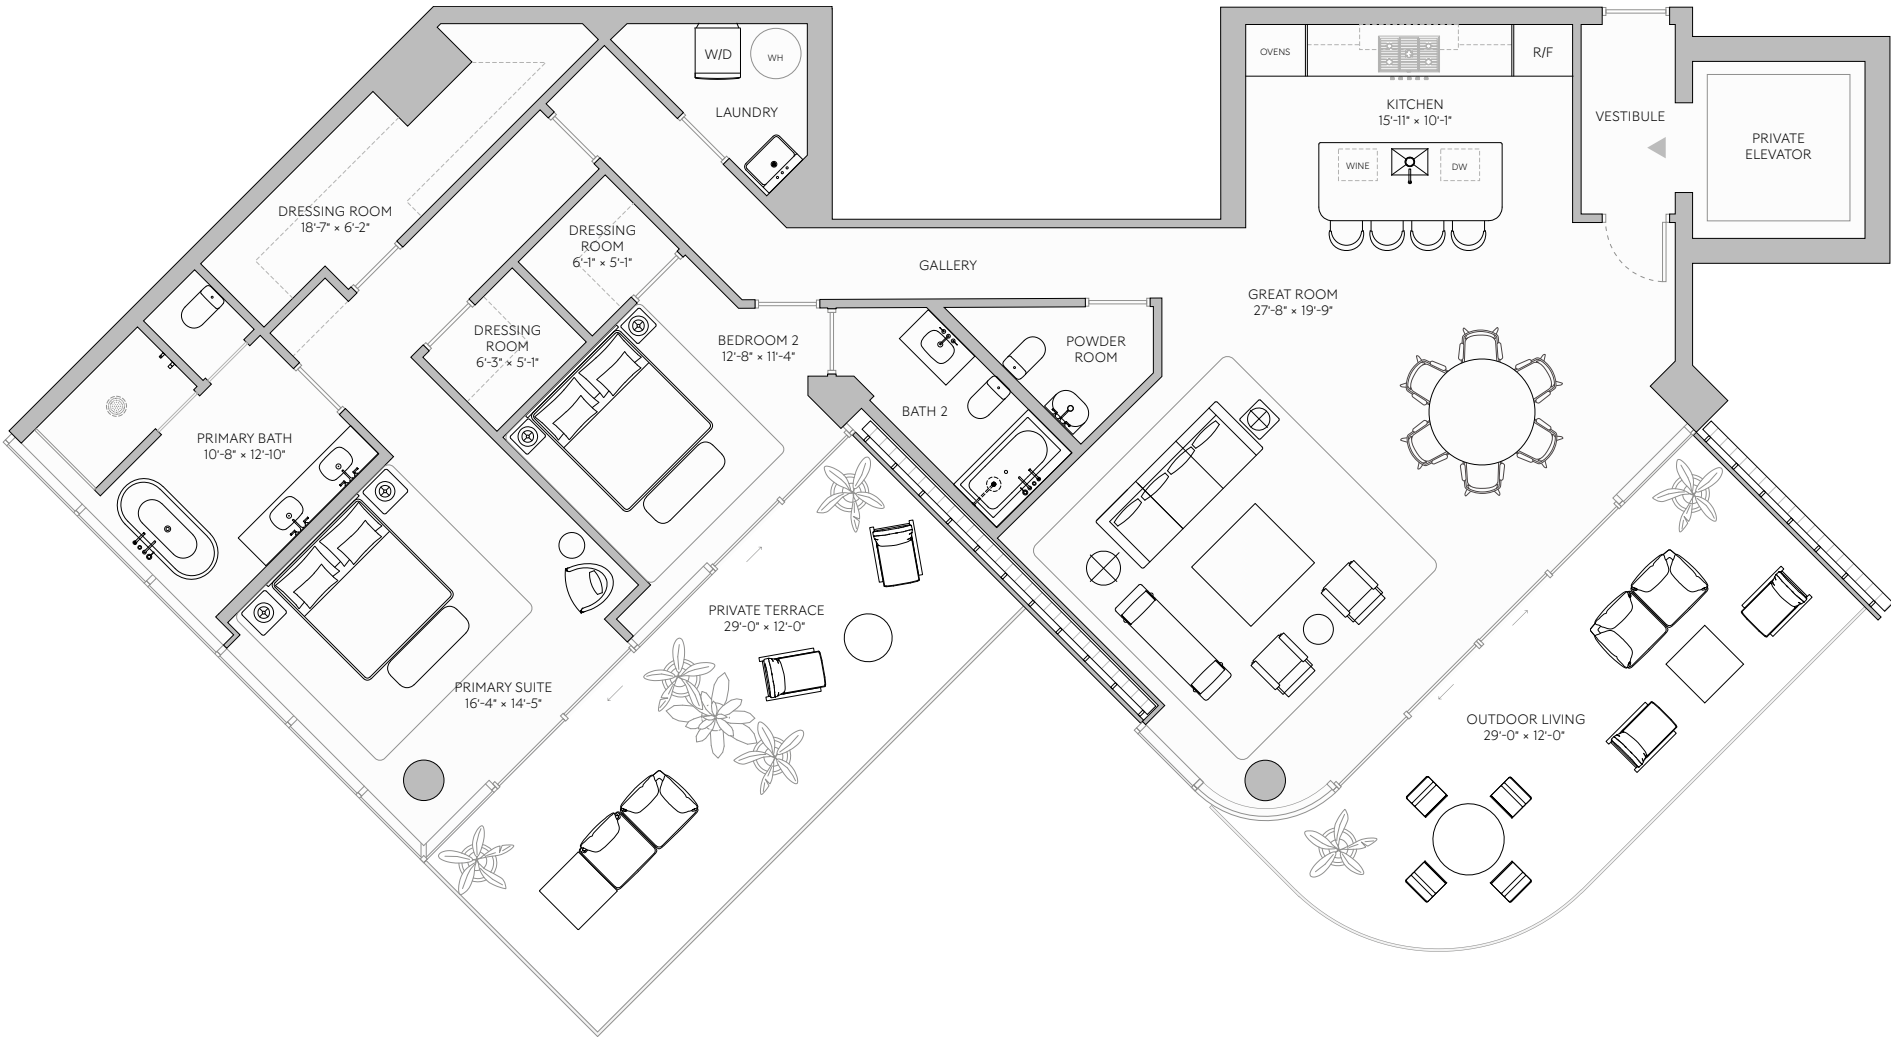 W/D
WH
LAUNDRY
OVENS
R/F
KITCHEN
15'-11" × 10'-1"
VESTIBULE
PRIVATE
ELEVATOR
WINE
DW
DRESSING ROOM
18'-7" × 6'-2"
DRESSING
ROOM
6'-1" × 5'-1"
GALLERY
GREAT ROOM
27'-8" × 19'-9"
DRESSING
ROOM
6'-3" × 5'-1"
BEDROOM 2
12'-8" × 11'-4"
POWDER
ROOM
BATH 2
PRIMARY BATH
10'-8" × 12'-10"
PRIVATE TERRACE
29'-0" × 12'-0"
PRIMARY SUITE
16'-4" × 14'-5"
OUTDOOR LIVING
29'-0" × 12'-0"